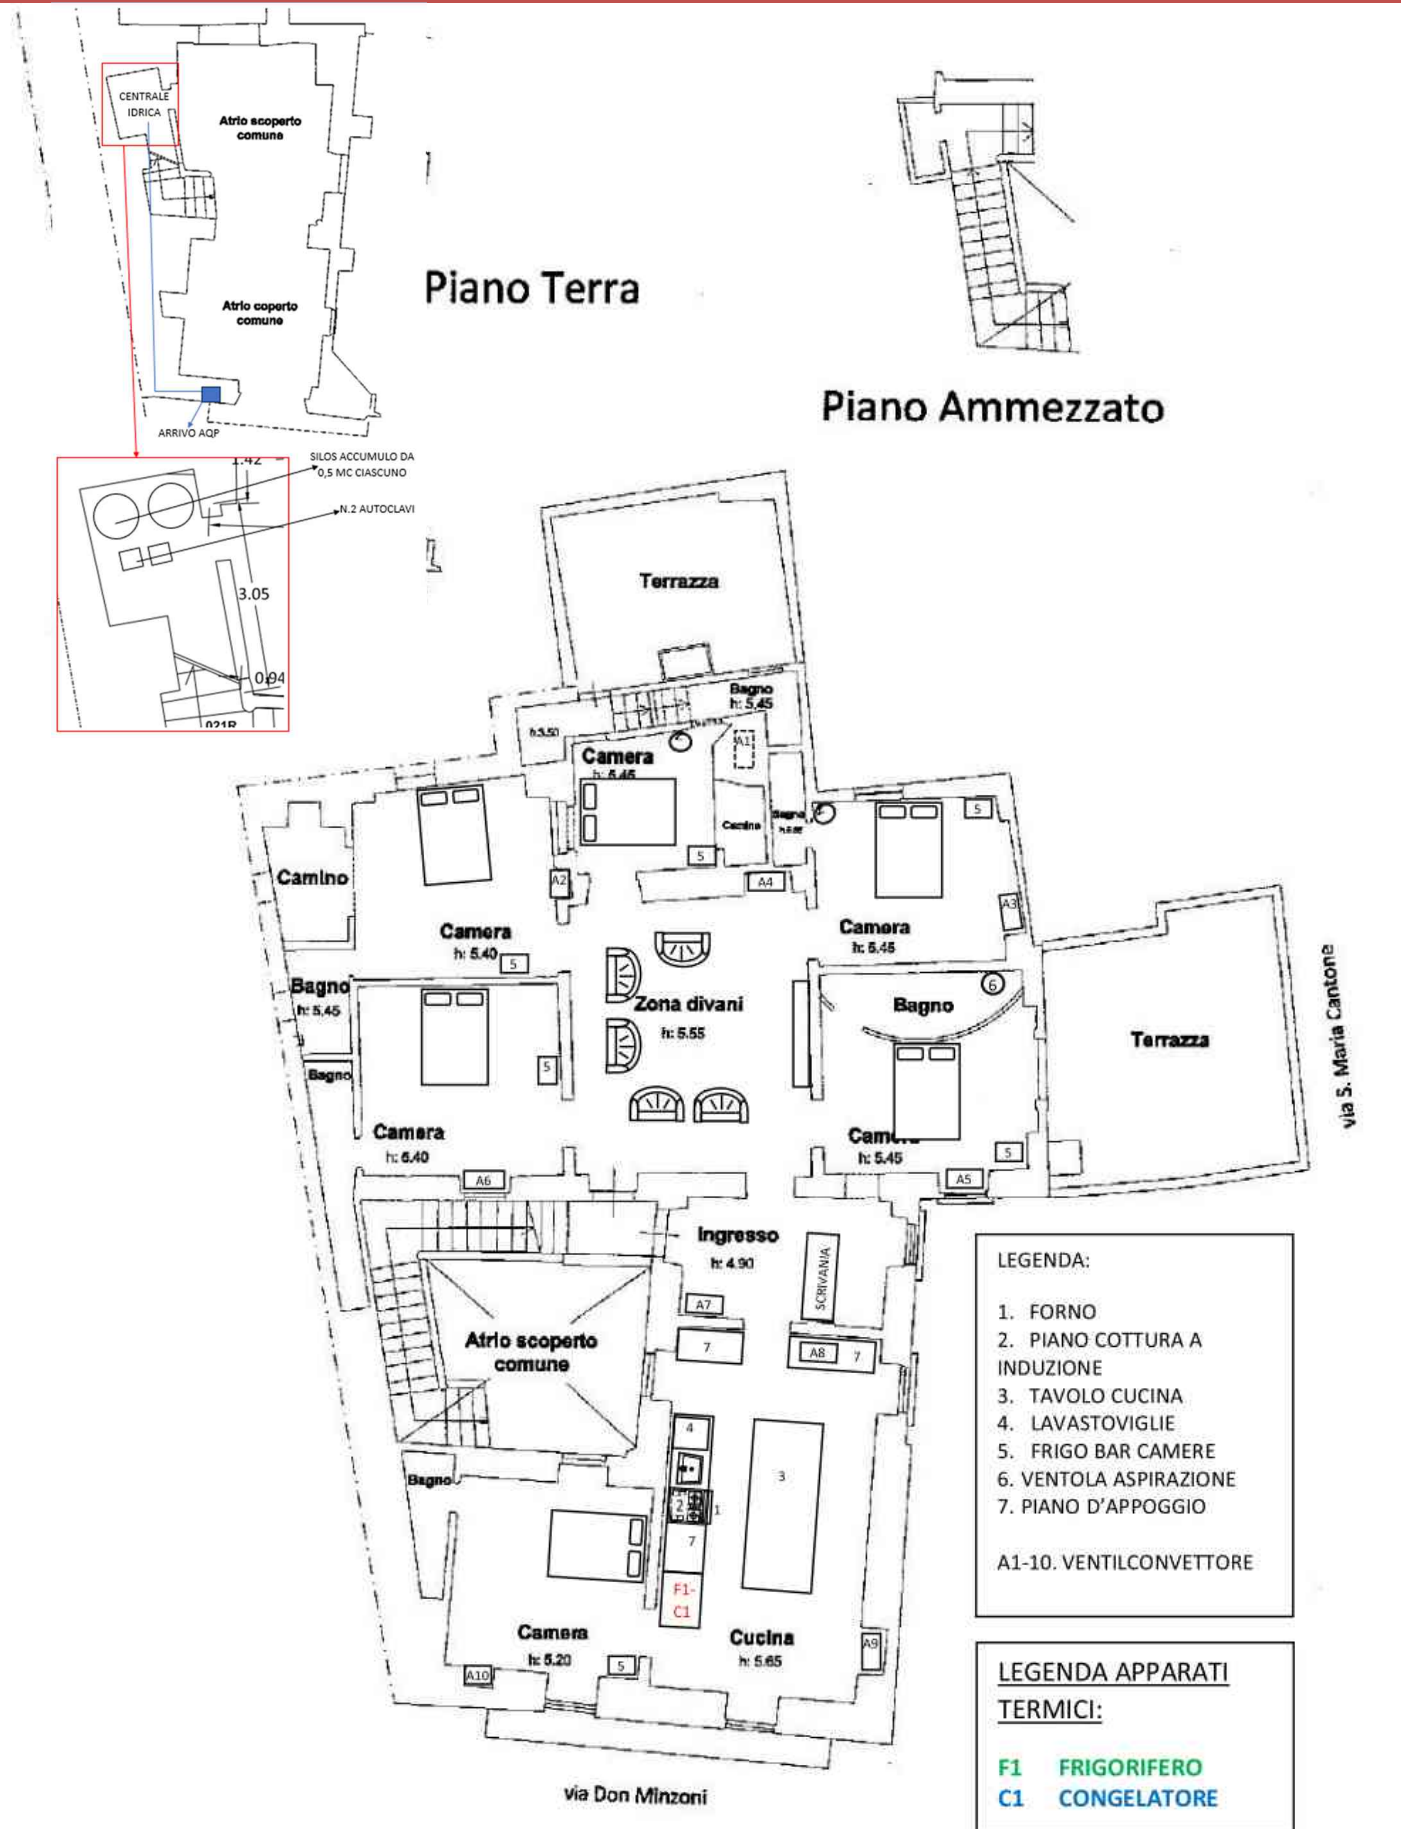 CENTRALE
IDRICA
Atrio scoperto
comune
Piano Terra
Atrio coperto
comune
ARRIVO AQP
Piano Ammezzato
SILOS ACCUMULO DA
0,5 MC CIASCUNO
N.2 AUTOCLAVI
1.42
3.05
0.94
021R
Terrazza
Bagno
h: 5.45
h:5.50
A1
Camera
h: 5.45
5
Camino
Bagno
5
A2
A4
Camino
Camera
h: 5.40
5
Camera
h: 5.45
A3
Bagno
h: 5.45
Zona divani
h: 5.55
Bagno
6
Terrazza
via S. Maria Cantone
Bagno
5
Camera
h: 5.40
A6
h: 5.45
5
A5
Ingresso
h: 4.90
SCRIVANIA
A7
7
A8
7
Atrio scoperto
comune
4
3
2
1
7
F1-
C1
Bagno
Camera
h: 5.20
5
A10
Cucina
h: 5.65
A9
via Don Minzoni
LEGENDA:
1. FORNO
2. PIANO COTTURA A
INDUZIONE
3. TAVOLO CUCINA
4. LAVASTOVIGLIE
5. FRIGO BAR CAMERE
6. VENTOLA ASPIRAZIONE
7. PIANO D'APPOGGIO
A1-10. VENTILCONVETTORE
LEGENDA APPARATI
TERMICI:
F1 FRIGORIFERO
C1 CONGELATORE